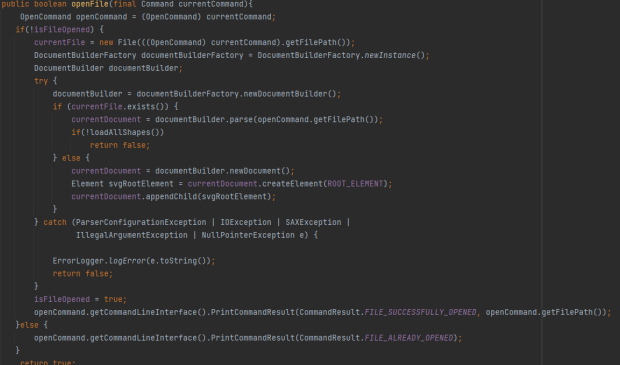 public boolean openFile(final Command currentCommand){
OpenCommand openCommand = (OpenCommand) currentCommand;
if(!isFileOpened) {
currentFile = new File(((OpenCommand) currentCommand).getFilePath());
DocumentBuilderFactory documentBuilderFactory = DocumentBuilderFactory.newInstance();
DocumentBuilder documentBuilder;
try {
documentBuilder = documentBuilderFactory.newDocumentBuilder();
if (currentFile.exists()) {
currentDocument = documentBuilder.parse(openCommand.getFilePath());
if(!loadAllShapes())
return false;
} else {
currentDocument = documentBuilder.newDocument();
Element svgRootElement = currentDocument.createElement(ROOT_ELEMENT);
currentDocument.appendChild(svgRootElement);
}
} catch (ParserConfigurationException | IOException | SAXException |
IllegalArgumentException | NullPointerException e) {
ErrorLogger.logError(e.toString());
return false;
}
isFileOpened = true;
openCommand.getCommandLineInterface().PrintCommandResult(CommandResult.FILE_SUCCESSFULLY_OPENED, openCommand.getFilePath());
}else {
openCommand.getCommandLineInterface().PrintCommandResult(CommandResult.FILE_ALREADY_OPENED);
}
return true;